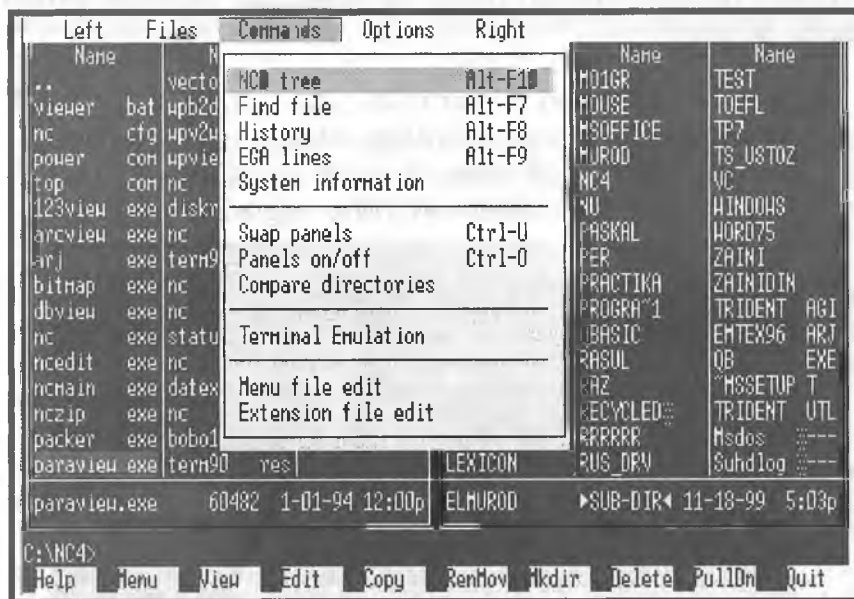 Left Files Commands Options Right
Name N Name Name
.. vecto MO1GR TEST
viewer bat wpb2d MOUSE TOEFL
nc cfg wpv2w MSOFFICE TP7
power com wpvie MUROD TS_USTOZ
top com nc NC4 VC
123view exe diskr NU WINDOWS
arcview exe nc PASKAL WORD75
arj exe term9 PER ZAINI
bitmap exe nc PRACTIKA ZAINIDIN
dbview exe nc PROGRA~1 TRIDENT AGI
nc exe statu QBASIC EMTEX96 ARJ
ncedit exe nc RASUL QB EXE
ncmain exe datex RAZ ~MSSETUP T
nczip exe nc RECYCLED TRIDENT UTL
packer exe bobo1 RRRRRR Msdos ---
paraview exe term90 res LEXICON RUS_DRV Suhdlog ---
NCD tree Alt-F10
Find file Alt-F7
History Alt-F8
EGA lines Alt-F9
System information
Swap panels Ctrl-U
Panels on/off Ctrl-O
Compare directories
Terminal Emulation
Menu file edit
Extension file edit
paraview.exe 60482 1-01-94 12:00p ELMUROD ►SUB-DIR◄ 11-18-99 5:03p
C:\NC4>
Help Menu View Edit Copy RenMov Mkdir Delete PullDn Quit